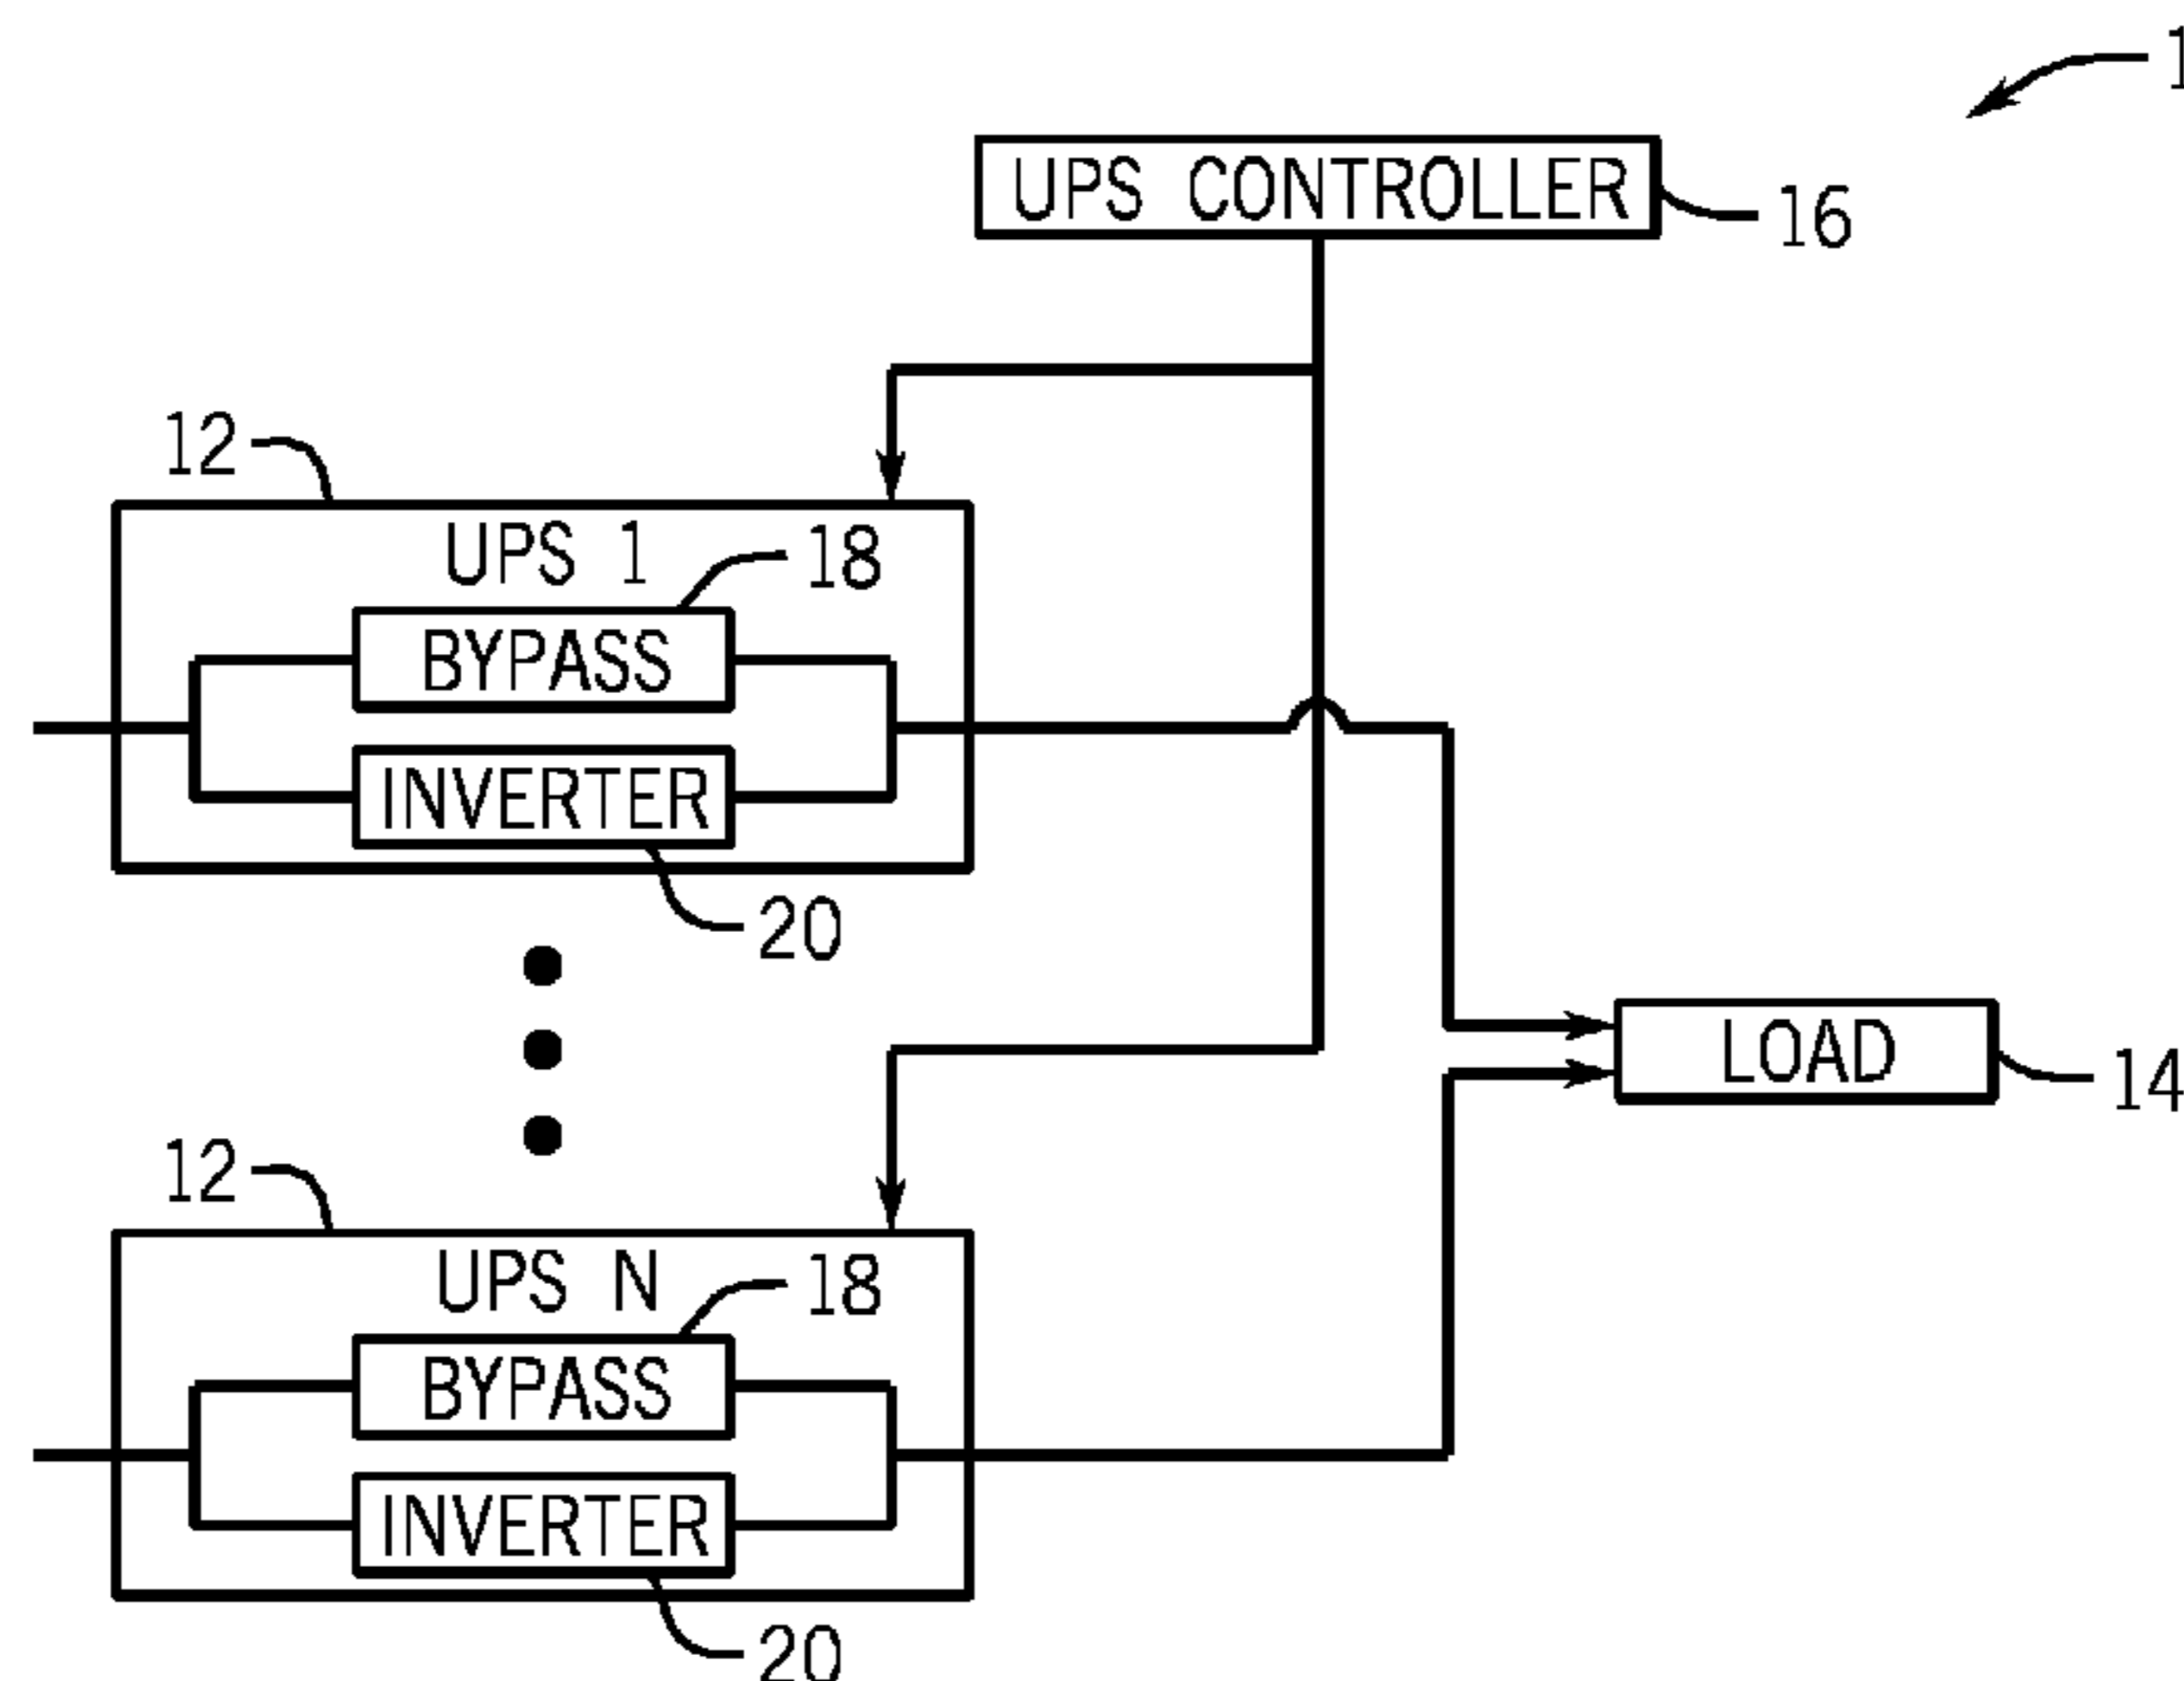 UPS CONTROLLER
16
12
UPS 1
18
BYPASS
INVERTER
20
LOAD
14
12
UPS N
18
BYPASS
INVERTER
20